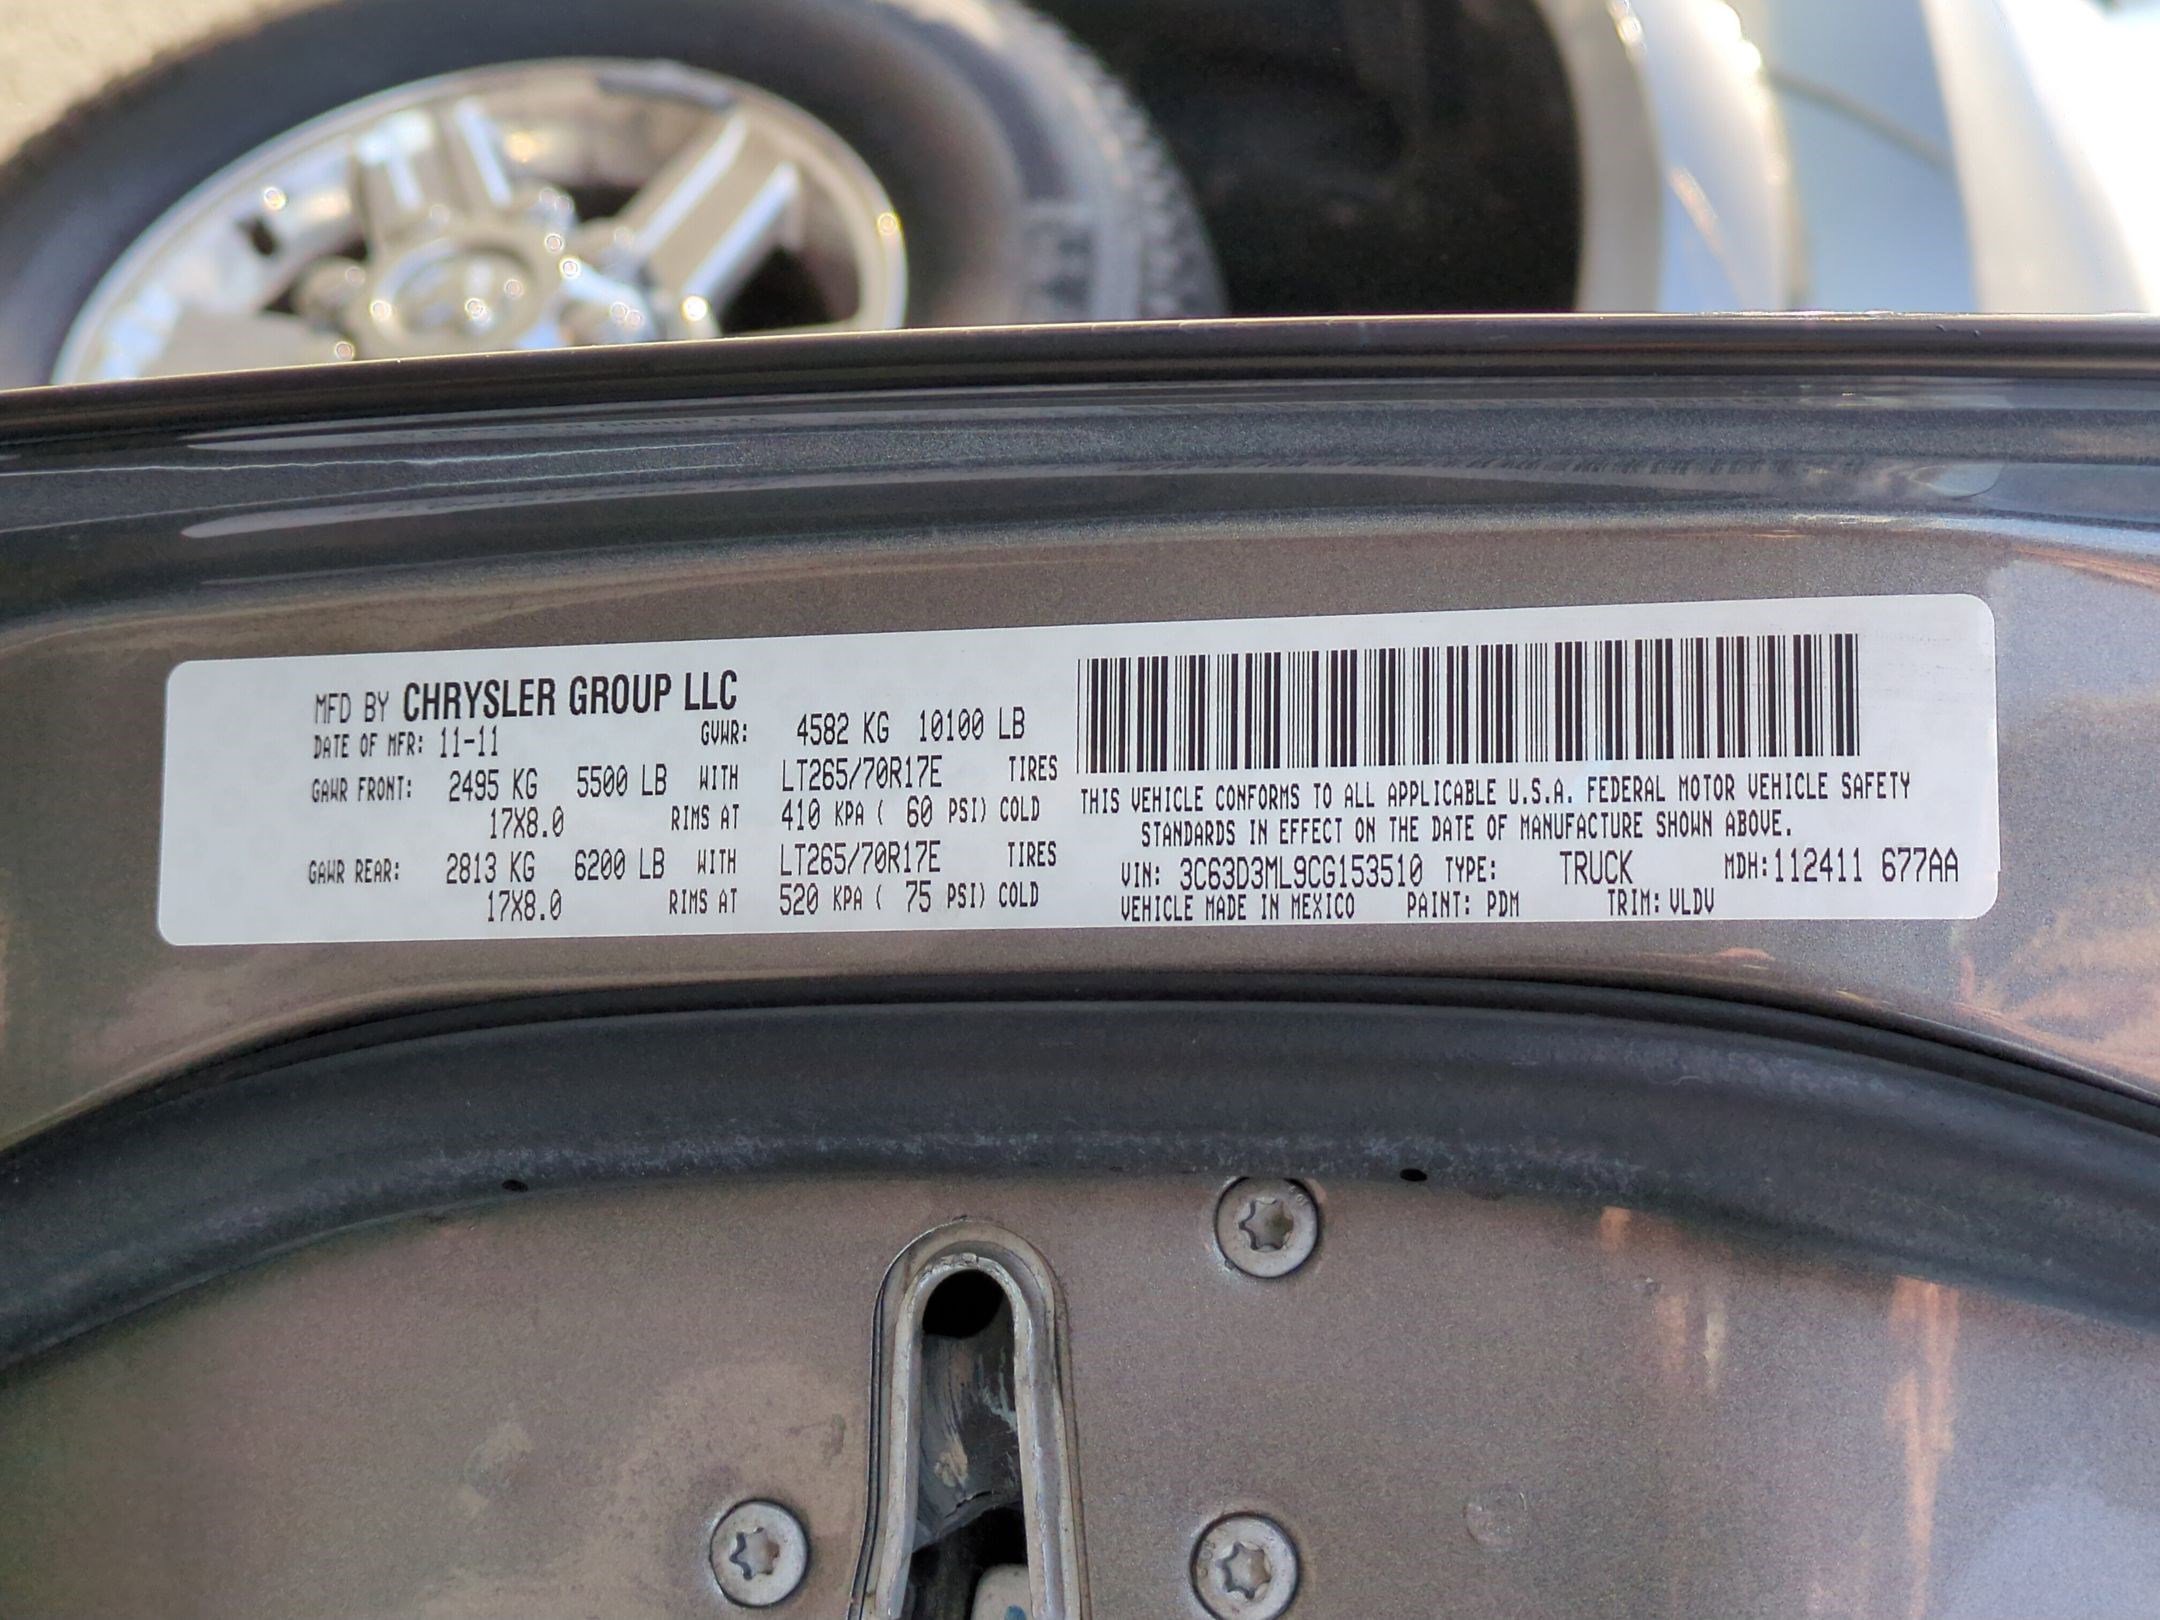 MFD BY CHRYSLER GROUP LLC
DATE OF MFR: 11-11 GVWR: 4582 KG 10100 LB
GAWR FRONT: 2495 KG 5500 LB WITH LT265/70R17E TIRES
17X8.0 RIMS AT 410 KPA ( 60 PSI) COLD
GAWR REAR: 2813 KG 6200 LB WITH LT265/70R17E TIRES
17X8.0 RIMS AT 520 KPA ( 75 PSI) COLD
THIS VEHICLE CONFORMS TO ALL APPLICABLE U.S.A. FEDERAL MOTOR VEHICLE SAFETY
STANDARDS IN EFFECT ON THE DATE OF MANUFACTURE SHOWN ABOVE.
VIN: 3C63D3ML9CG153510 TYPE: TRUCK MDH:112411 677AA
VEHICLE MADE IN MEXICO PAINT: PDM TRIM: VLDV